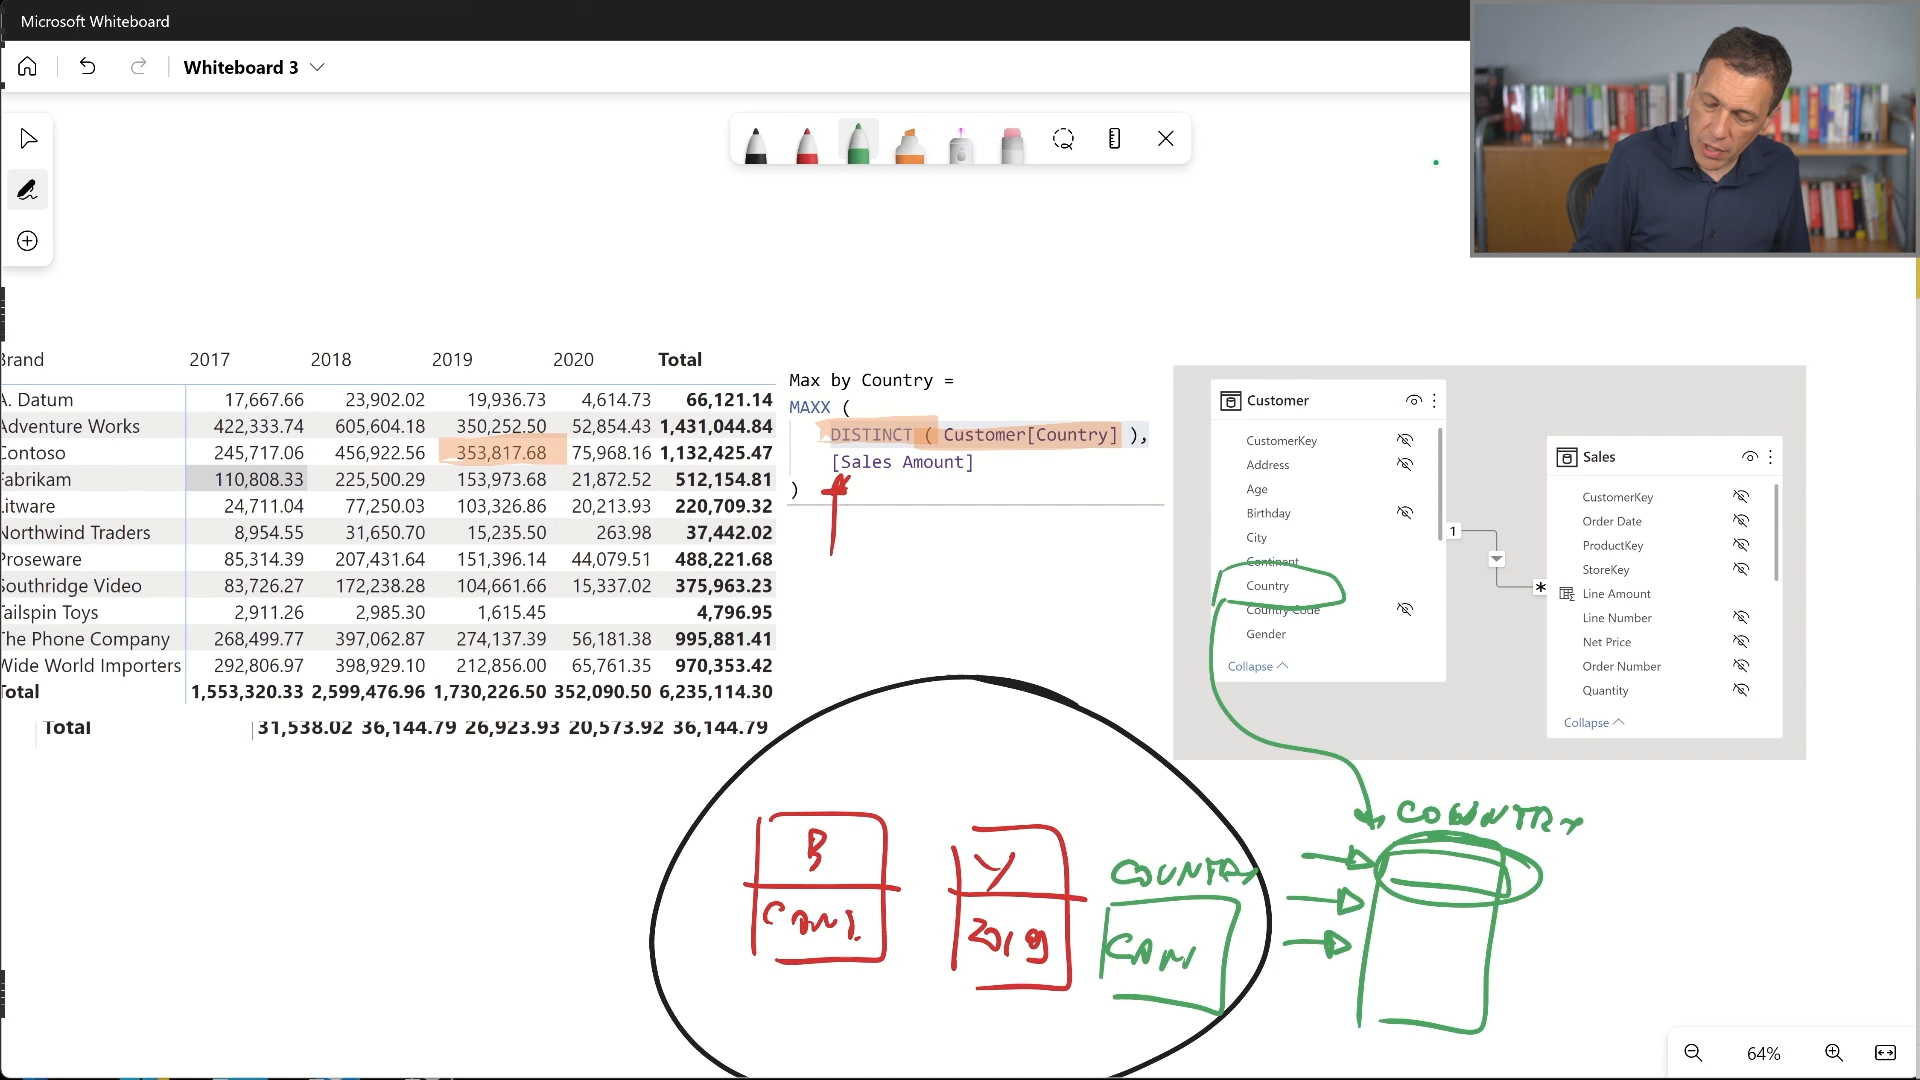 Microsoft Whiteboard
Whiteboard 3
Brand 2017 2018 2019 2020 Total
A. Datum 17,667.66 23,902.02 19,936.73 4,614.73 66,121.14
Adventure Works 422,333.74 605,604.18 350,252.50 52,854.43 1,431,044.84
Contoso 245,717.06 456,922.56 353,817.68 75,968.16 1,132,425.47
Fabrikam 110,808.33 225,500.29 153,973.68 21,872.52 512,154.81
Litware 24,711.04 77,250.03 103,326.86 20,213.93 220,709.32
Northwind Traders 8,954.55 31,650.70 15,235.50 263.98 37,442.02
Proseware 85,314.39 207,431.64 151,396.14 44,079.51 488,221.68
Southridge Video 83,726.27 172,238.28 104,661.66 15,337.02 375,963.23
Tailspin Toys 2,911.26 2,985.30 1,615.45 4,796.95
The Phone Company 268,499.77 397,062.87 274,137.39 56,181.38 995,881.41
Wide World Importers 292,806.97 398,929.10 212,856.00 65,761.35 970,353.42
Total 1,553,320.33 2,599,476.96 1,730,226.50 352,090.50 6,235,114.30
Total 31,538.02 36,144.79 26,923.93 20,573.92 36,144.79
Max by Country =
MAXX (
DISTINCT ( Customer[Country] ),
[Sales Amount]
)
Customer
CustomerKey
Address
Age
Birthday
City
Continent
Country
Country Code
Gender
Collapse
1
*
Sales
CustomerKey
Order Date
ProductKey
StoreKey
Line Amount
Line Number
Net Price
Order Number
Quantity
Collapse
B
CONT.
Y
2019
COUNTRY
CAN
COUNTRY
64%